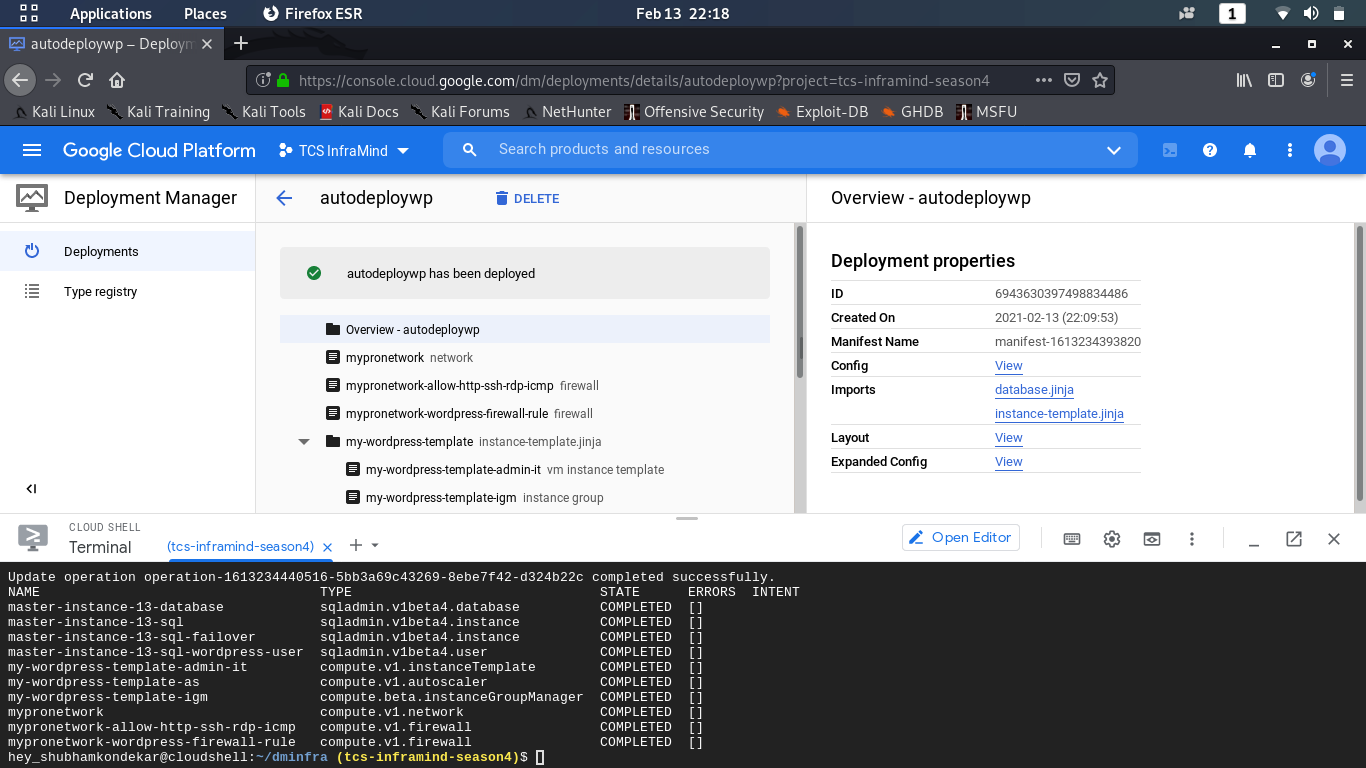 Applications Places Firefox ESR Feb 13 22:18 1
autodeploywp – Deploym
https://console.cloud.google.com/dm/deployments/details/autodeploywp?project=tcs-inframind-season4
Kali Linux Kali Training Kali Tools Kali Docs Kali Forums NetHunter Offensive Security Exploit-DB GHDB MSFU
Google Cloud Platform TCS InfraMind Search products and resources
Deployment Manager
Deployments
Type registry
autodeploywp DELETE
autodeploywp has been deployed
Overview - autodeploywp
mypronetwork network
mypronetwork-allow-http-ssh-rdp-icmp firewall
mypronetwork-wordpress-firewall-rule firewall
my-wordpress-template instance-template.jinja
my-wordpress-template-admin-it vm instance template
my-wordpress-template-igm instance group
Overview - autodeploywp
Deployment properties
ID 6943630397498834486
Created On 2021-02-13 (22:09:53)
Manifest Name manifest-1613234393820
Config View
Imports database.jinja
instance-template.jinja
Layout View
Expanded Config View
CLOUD SHELL
Terminal (tcs-inframind-season4) Open Editor
Update operation operation-1613234440516-5bb3a69c43269-8ebe7f42-d324b22c completed successfully.
NAME TYPE STATE ERRORS INTENT
master-instance-13-database sqladmin.v1beta4.database COMPLETED []
master-instance-13-sql sqladmin.v1beta4.instance COMPLETED []
master-instance-13-sql-failover sqladmin.v1beta4.instance COMPLETED []
master-instance-13-sql-wordpress-user sqladmin.v1beta4.user COMPLETED []
my-wordpress-template-admin-it compute.v1.instanceTemplate COMPLETED []
my-wordpress-template-as compute.v1.autoscaler COMPLETED []
my-wordpress-template-igm compute.beta.instanceGroupManager COMPLETED []
mypronetwork compute.v1.network COMPLETED []
mypronetwork-allow-http-ssh-rdp-icmp compute.v1.firewall COMPLETED []
mypronetwork-wordpress-firewall-rule compute.v1.firewall COMPLETED []
hey_shubhamkondekar@cloudshell:~/dminfra (tcs-inframind-season4)$